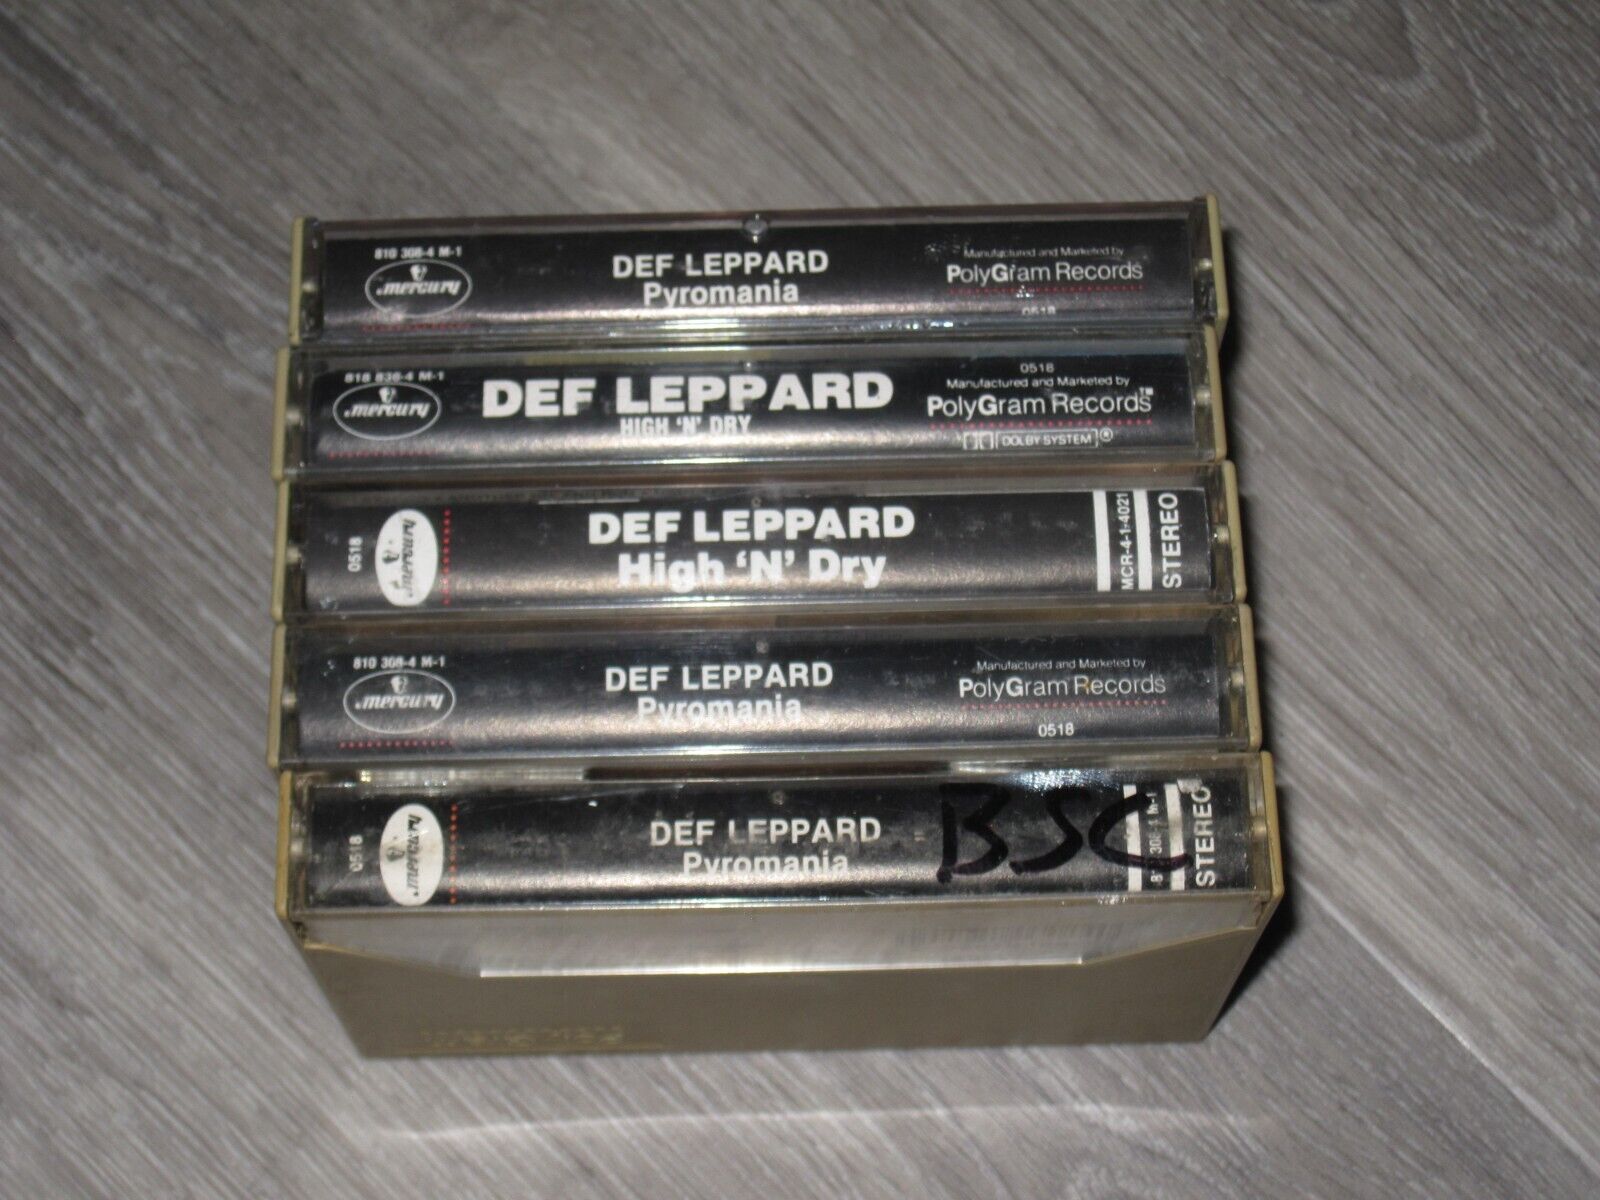 810 308-4 M-1
mercury
DEF LEPPARD
Pyromania
Manufactured and Marketed by
PolyGram Records
0518
818 836-4 M-1
mercury
DEF LEPPARD
HIGH 'N' DRY
0518
Manufactured and Marketed by
PolyGram Records™
DOLBY SYSTEM®
0518
mercury
DEF LEPPARD
High 'N' Dry
MCR-4-1-4021
STEREO
810 308-4 M-1
mercury
DEF LEPPARD
Pyromania
Manufactured and Marketed by
PolyGram Records
0518
0518
mercury
DEF LEPPARD
Pyromania
BSC
STEREO